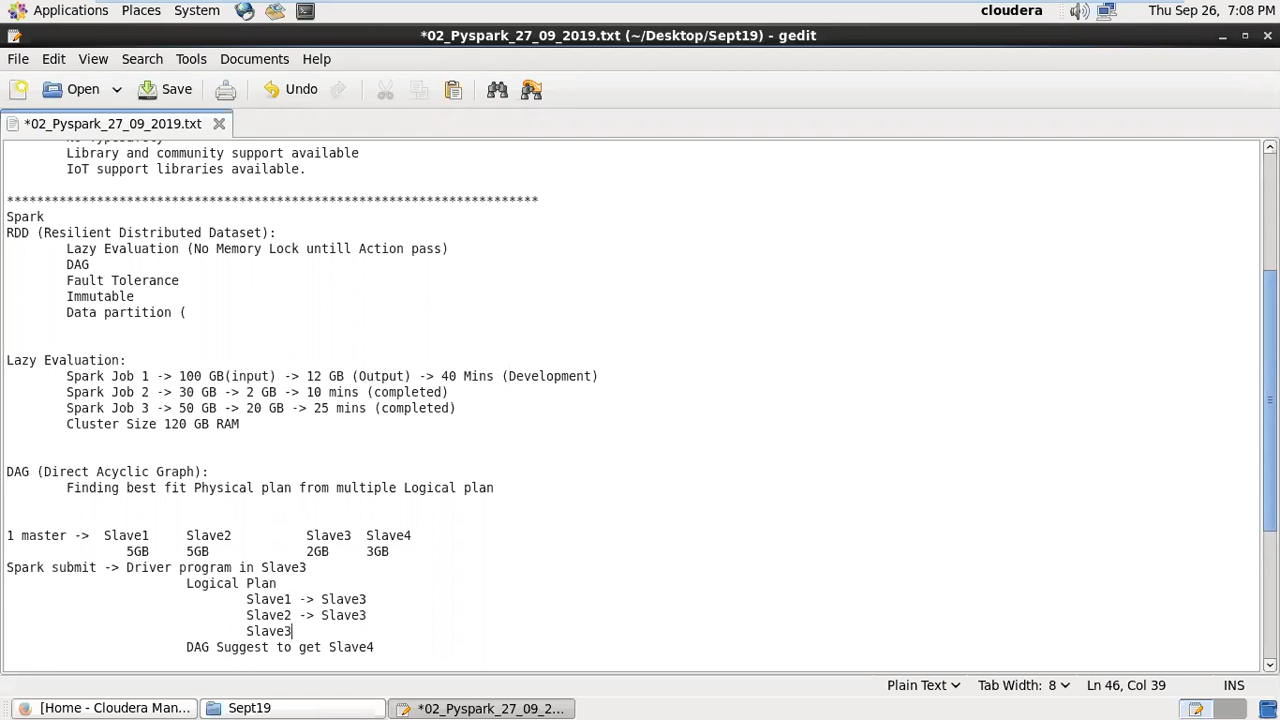 Applications Places System cloudera Thu Sep 26, 7:08 PM
*02_Pyspark_27_09_2019.txt (~/Desktop/Sept19) - gedit
File Edit View Search Tools Documents Help
Open Save Undo
*02_Pyspark_27_09_2019.txt
Library and community support available
IoT support libraries available.
***********************************************************************
Spark
RDD (Resilient Distributed Dataset):
Lazy Evaluation (No Memory Lock untill Action pass)
DAG
Fault Tolerance
Immutable
Data partition (
Lazy Evaluation:
Spark Job 1 -> 100 GB(input) -> 12 GB (Output) -> 40 Mins (Development)
Spark Job 2 -> 30 GB -> 2 GB -> 10 mins (completed)
Spark Job 3 -> 50 GB -> 20 GB -> 25 mins (completed)
Cluster Size 120 GB RAM
DAG (Direct Acyclic Graph):
Finding best fit Physical plan from multiple Logical plan
1 master -> Slave1 Slave2 Slave3 Slave4
5GB 5GB 2GB 3GB
Spark submit -> Driver program in Slave3
Logical Plan
Slave1 -> Slave3
Slave2 -> Slave3
Slave3
DAG Suggest to get Slave4
Plain Text Tab Width: 8 Ln 46, Col 39 INS
[Home - Cloudera Man... Sept19 *02_Pyspark_27_09_2...